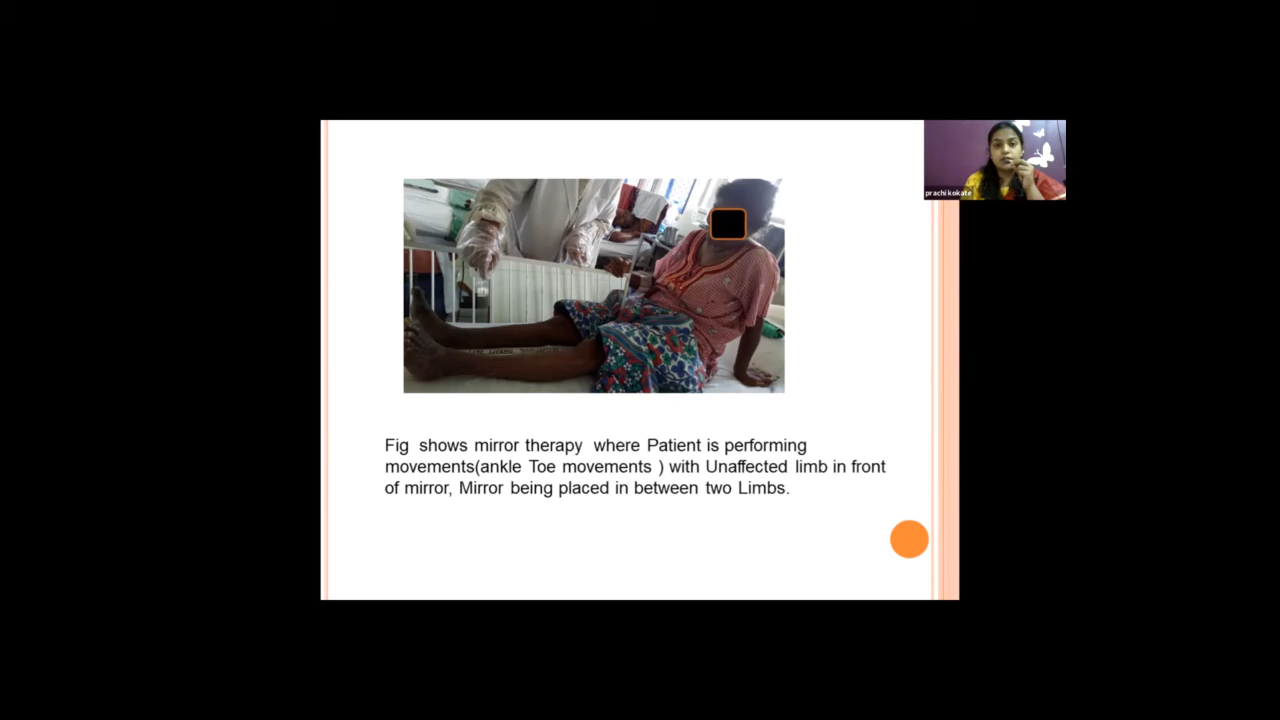 prachi kokate
Fig shows mirror therapy where Patient is performing
movements(ankle Toe movements ) with Unaffected limb in front
of mirror, Mirror being placed in between two Limbs.